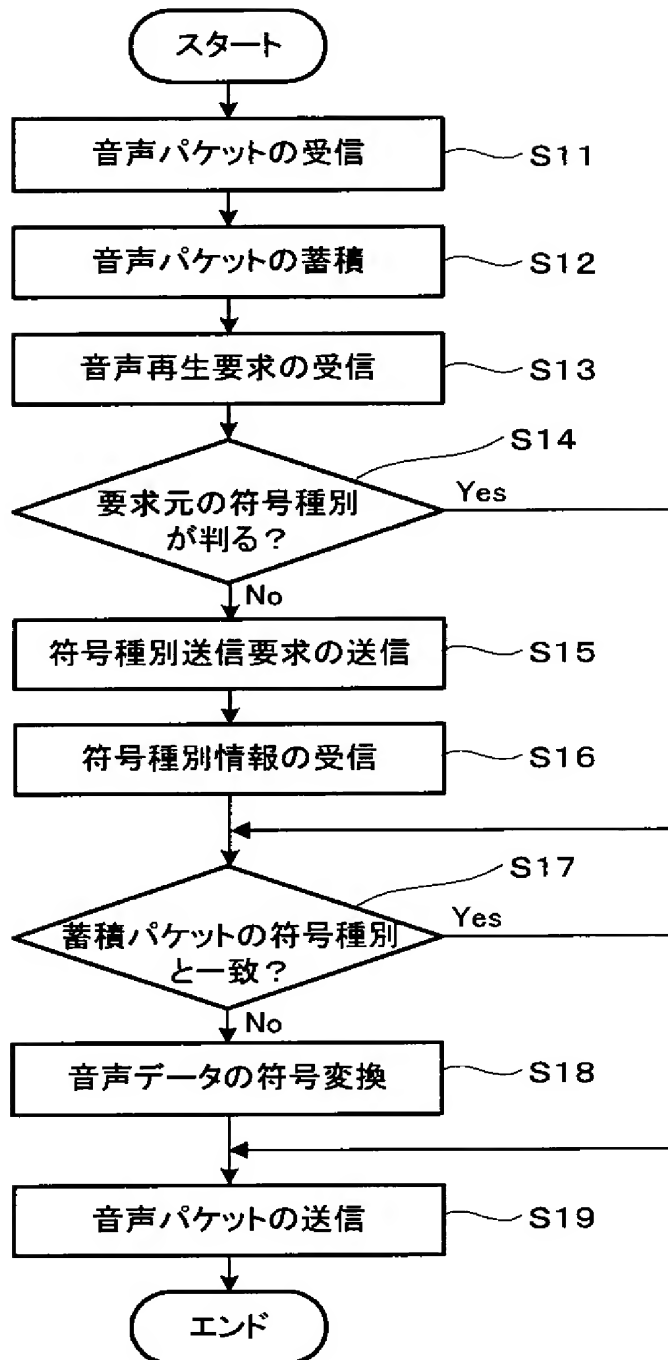 スタート
音声パケットの受信
S11
音声パケットの蓄積
S12
音声再生要求の受信
S13
S14
要求元の符号種別
が判る？
Yes
No
符号種別送信要求の送信
S15
符号種別情報の受信
S16
S17
蓄積パケットの符号種別
と一致？
Yes
No
音声データの符号変換
S18
音声パケットの送信
S19
エンド